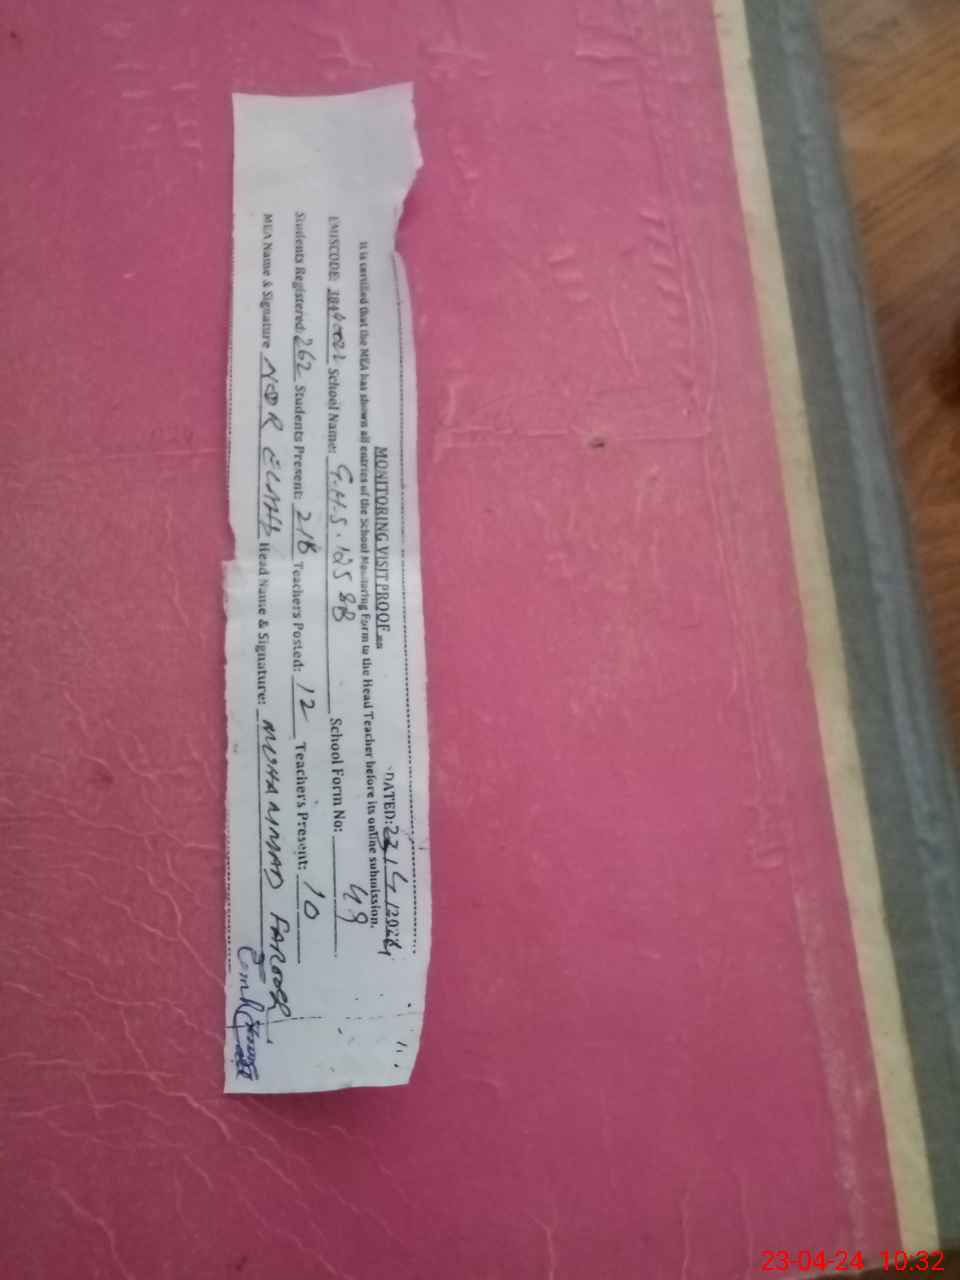 MONITORING VISIT PROOF
DATED: 23/4/2024
It is certified that the MEA has shown all entries of the School Monitoring Form to the Head Teacher before its online submission.
EMISCODE: School Name: G.H.S. 125 SB School Form No: 49
Students Registered: 262 Students Present: 218 Teachers Posted: 12 Teachers Present: 10
MEA Name & Signature NOOR ELAHI Head Name & Signature: MUHAMMAD FAROOQ
23-04-24 10:32